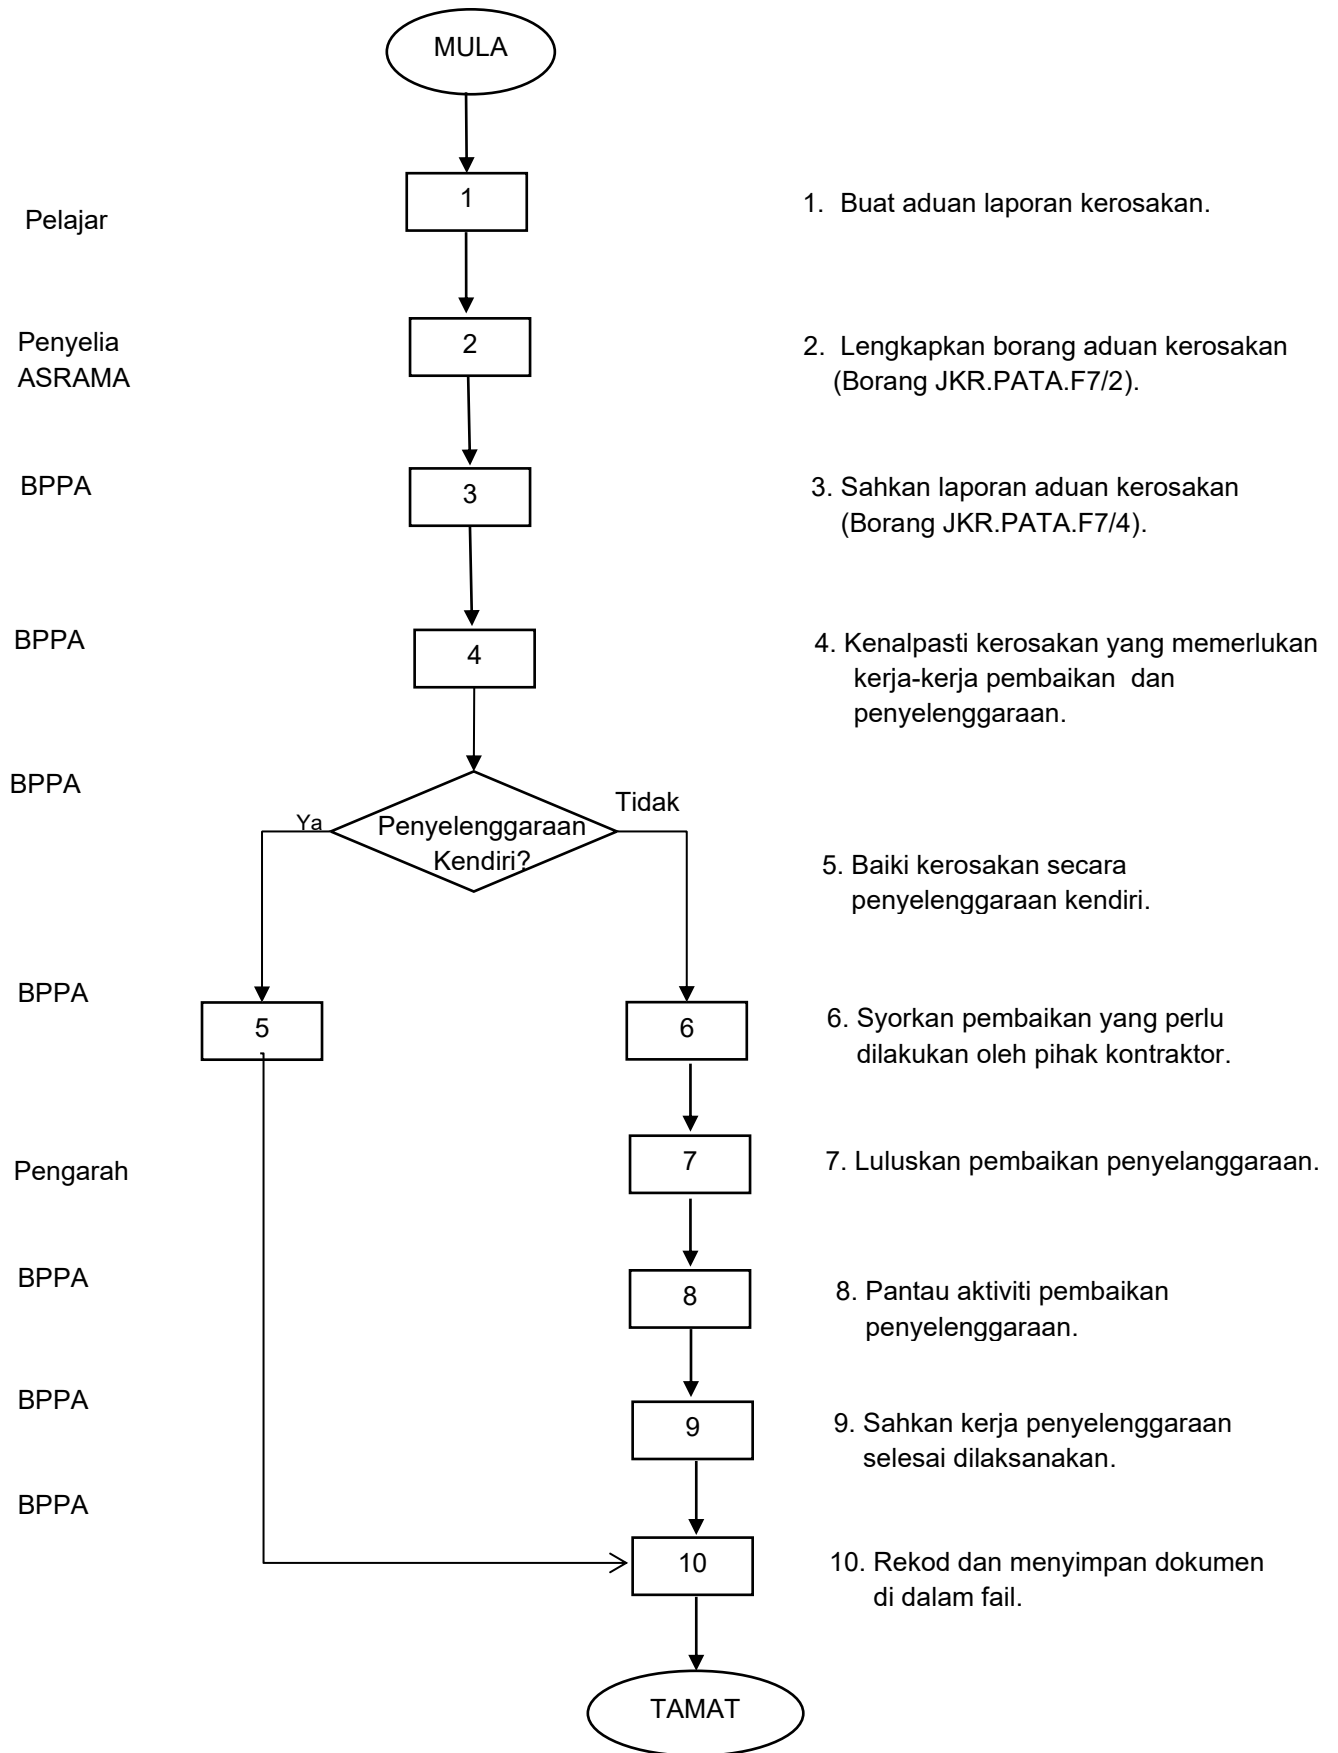 MULA
Pelajar
1
1. Buat aduan laporan kerosakan.
Penyelia
ASRAMA
2
2. Lengkapkan borang aduan kerosakan
(Borang JKR.PATA.F7/2).
BPPA
3
3. Sahkan laporan aduan kerosakan
(Borang JKR.PATA.F7/4).
BPPA
4
4. Kenalpasti kerosakan yang memerlukan
kerja-kerja pembaikan dan
penyelenggaraan.
BPPA
Ya
Penyelenggaraan
Kendiri?
Tidak
5. Baiki kerosakan secara
penyelenggaraan kendiri.
BPPA
5
6
6. Syorkan pembaikan yang perlu
dilakukan oleh pihak kontraktor.
Pengarah
7
7. Luluskan pembaikan penyelanggaraan.
BPPA
8
8. Pantau aktiviti pembaikan
penyelenggaraan.
BPPA
9
9. Sahkan kerja penyelenggaraan
selesai dilaksanakan.
BPPA
10
10. Rekod dan menyimpan dokumen
di dalam fail.
TAMAT